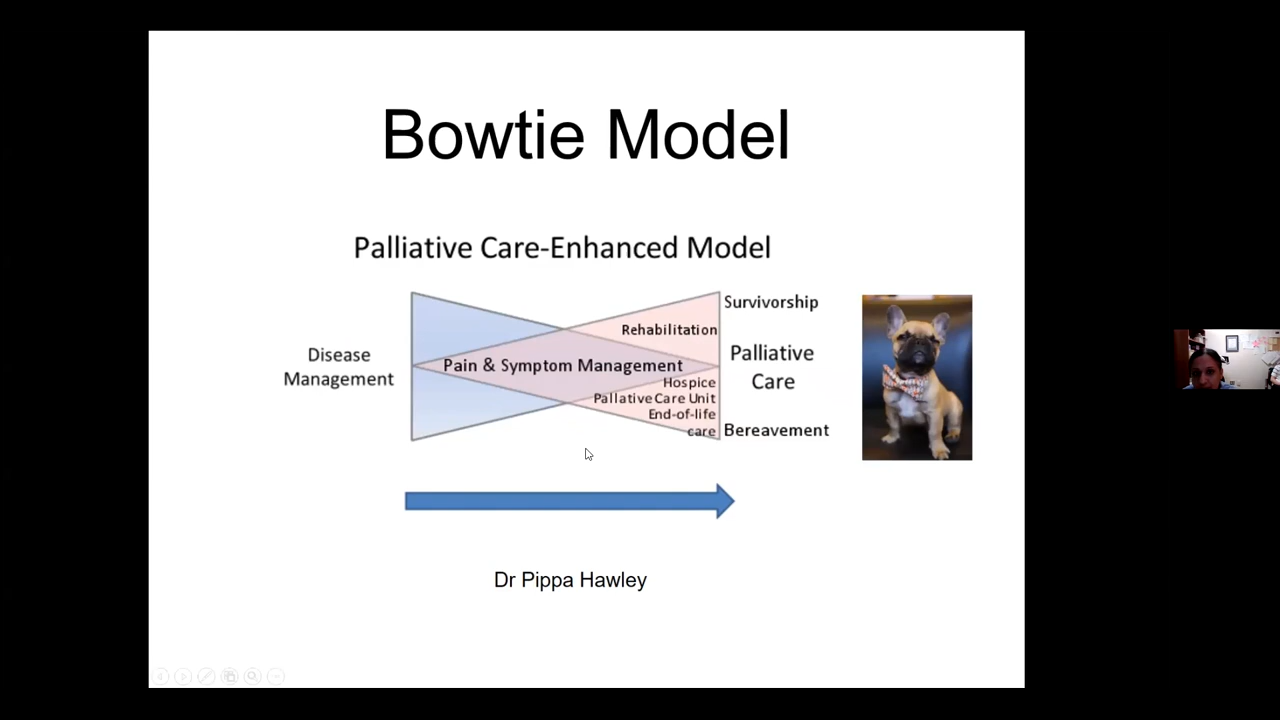 Bowtie Model
Palliative Care-Enhanced Model
Survivorship
Rehabilitation
Disease
Management
Pain & Symptom Management
Palliative
Care
Hospice
Pallative Care Unit
End-of-life
care
Bereavement
Dr Pippa Hawley